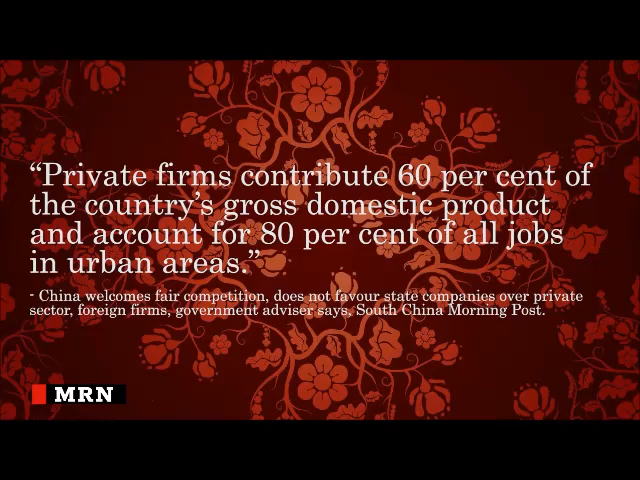 “Private firms contribute 60 per cent of
the country’s gross domestic product
and account for 80 per cent of all jobs
in urban areas.”
- China welcomes fair competition, does not favour state companies over private
sector, foreign firms, government adviser says, South China Morning Post.
MRN